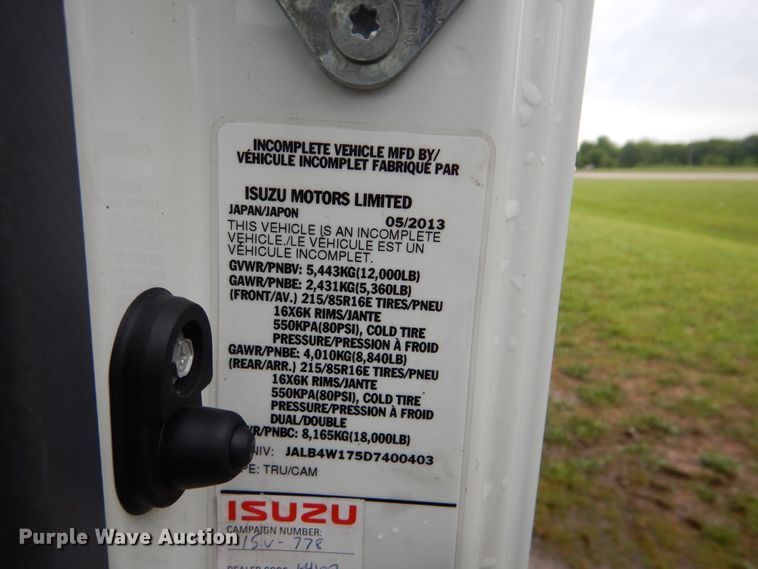 INCOMPLETE VEHICLE MFD BY/
VÉHICULE INCOMPLET FABRIQUÉ PAR
ISUZU MOTORS LIMITED
JAPAN/JAPON 05/2013
THIS VEHICLE IS AN INCOMPLETE
VEHICLE./LE VÉHICULE EST UN
VÉHICULE INCOMPLET.
GVWR/PNBV: 5,443KG(12,000LB)
GAWR/PNBE: 2,431KG(5,360LB)
(FRONT/AV.) 215/85R16E TIRES/PNEU
16X6K RIMS/JANTE
550KPA(80PSI), COLD TIRE
PRESSURE/PRESSION À FROID
GAWR/PNBE: 4,010KG(8,840LB)
(REAR/ARR.) 215/85R16E TIRES/PNEU
16X6K RIMS/JANTE
550KPA(80PSI), COLD TIRE
PRESSURE/PRESSION À FROID
DUAL/DOUBLE
R/PNBC: 8,165KG(18,000LB)
NIV: JALB4W175D7400403
PE: TRU/CAM
ISUZU
CAMPAIGN NUMBER:
ISV-778
Purple Wave Auction